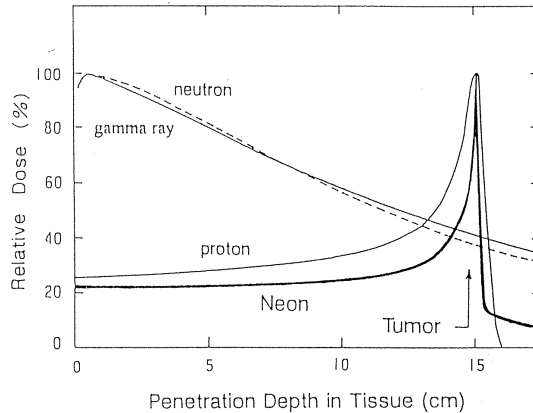 Relative Dose (%)
100
80
60
40
20
0
neutron
gamma ray
proton
Neon
Tumor
0
5
10
15
Penetration Depth in Tissue (cm)